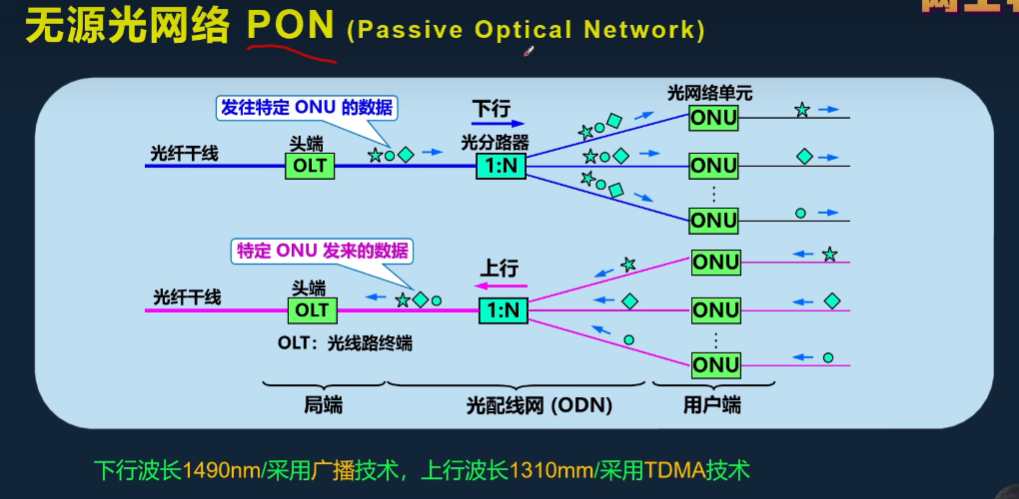 无源光网络 PON (Passive Optical Network)
发往特定 ONU 的数据
下行
光网络单元
光纤干线
头端
OLT
光分路器
1:N
ONU
ONU
⋮
ONU
特定 ONU 发来的数据
上行
光纤干线
头端
OLT
1:N
ONU
ONU
⋮
ONU
OLT：光线路终端
局端
光配线网 (ODN)
用户端
下行波长1490nm/采用广播技术，上行波长1310mm/采用TDMA技术